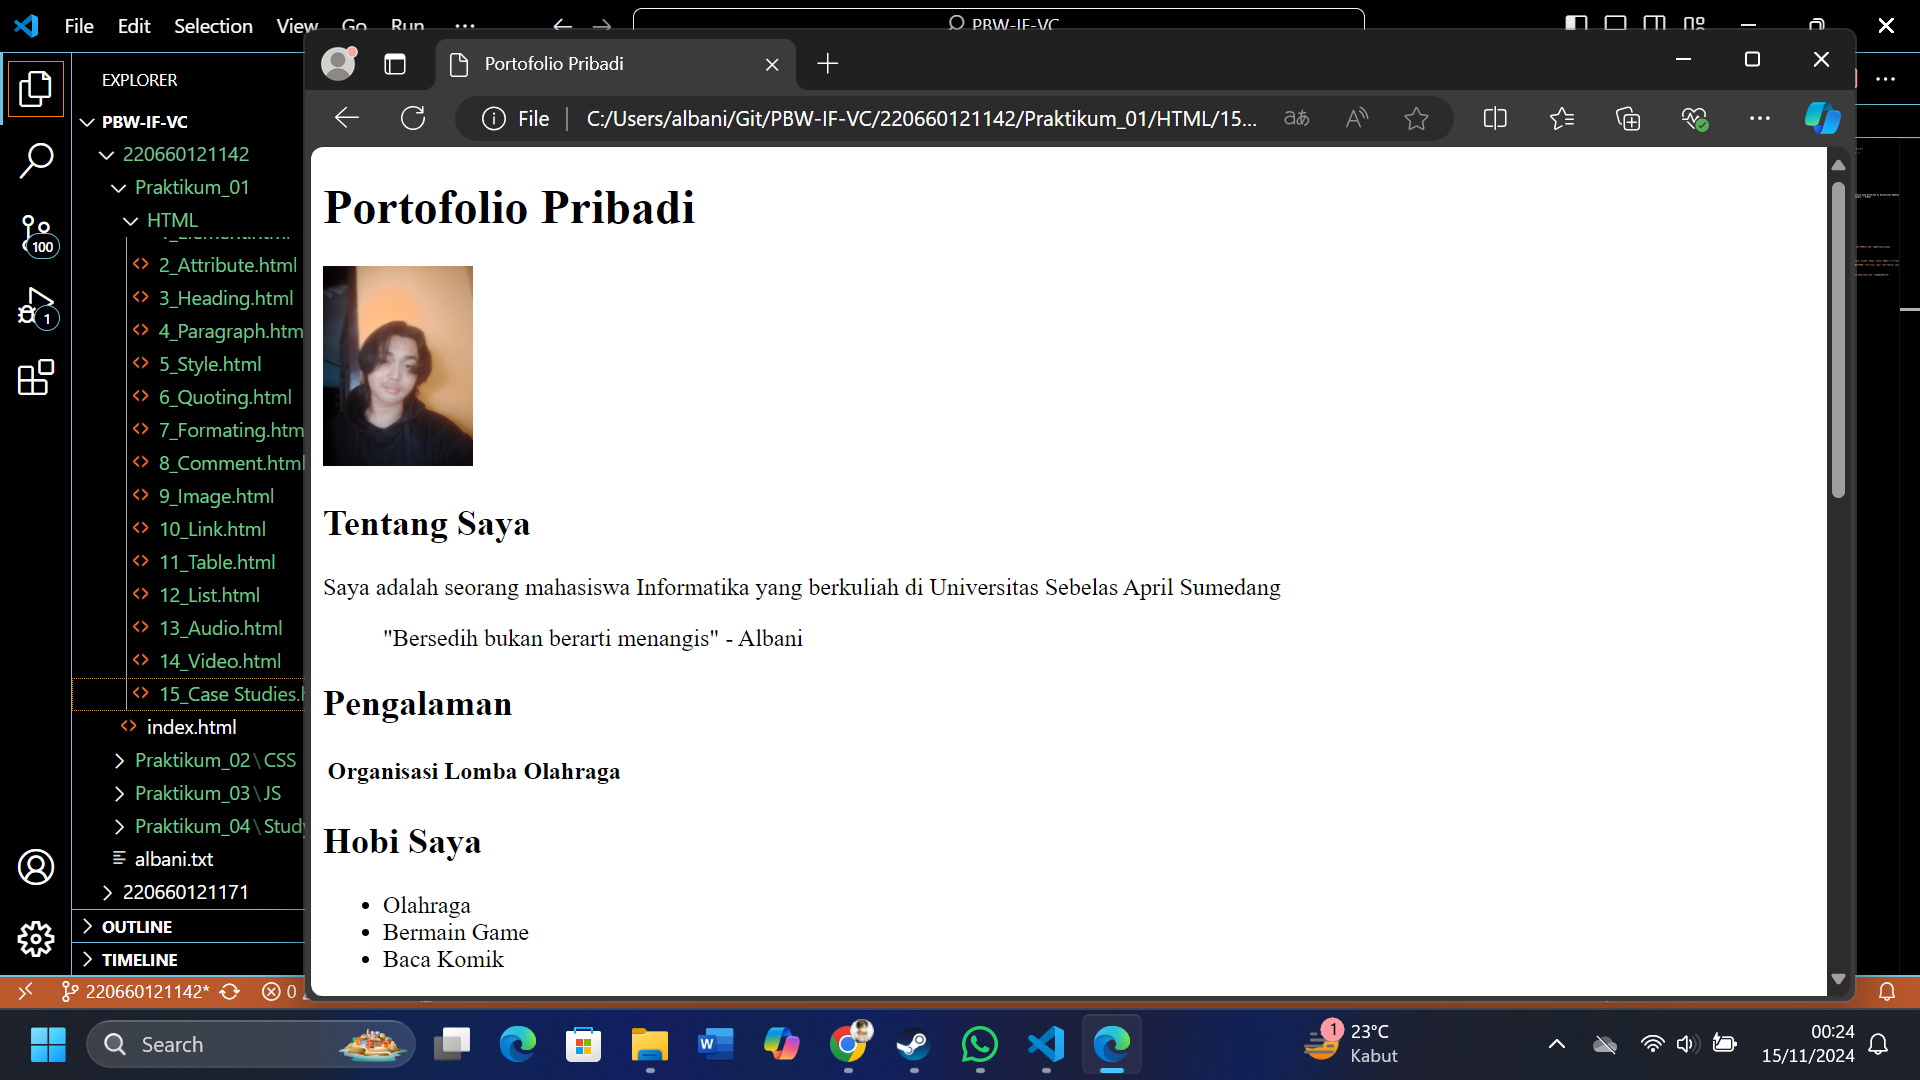 File Edit Selection View Go Run
PBW-IF-VC
EXPLORER
PBW-IF-VC
220660121142
Praktikum_01
HTML
2_Attribute.html
3_Heading.html
4_Paragraph.htm
5_Style.html
6_Quoting.html
7_Formating.htm
8_Comment.html
9_Image.html
10_Link.html
11_Table.html
12_List.html
13_Audio.html
14_Video.html
15_Case Studies.h
index.html
Praktikum_02\CSS
Praktikum_03\JS
Praktikum_04\Study
albani.txt
220660121171
OUTLINE
TIMELINE
100
1
220660121142*
0
Portofolio Pribadi
File
C:/Users/albani/Git/PBW-IF-VC/220660121142/Praktikum_01/HTML/15...
Portofolio Pribadi
Tentang Saya
Saya adalah seorang mahasiswa Informatika yang berkuliah di Universitas Sebelas April Sumedang
"Bersedih bukan berarti menangis" - Albani
Pengalaman
Organisasi Lomba Olahraga
Hobi Saya
• Olahraga
• Bermain Game
• Baca Komik
Search
1
23°C
Kabut
00:24
15/11/2024